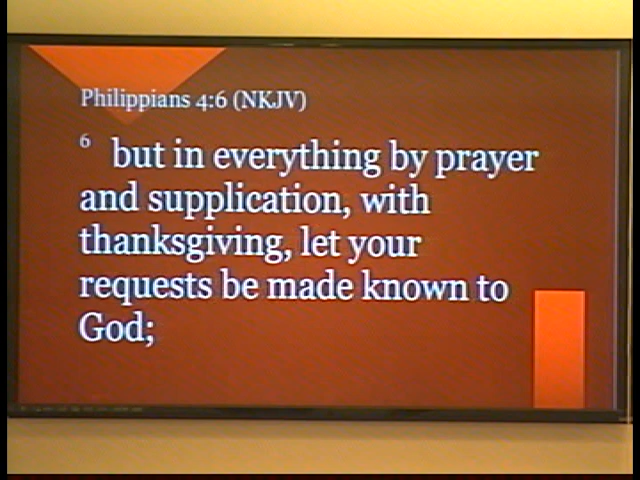 Philippians 4:6 (NKJV)
6 but in everything by prayer
and supplication, with
thanksgiving, let your
requests be made known to
God;